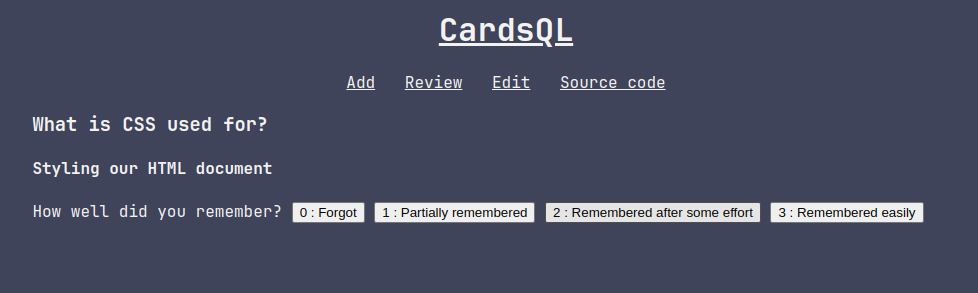 CardsQL
Add Review Edit Source code
What is CSS used for?
Styling our HTML document
How well did you remember? 0 : Forgot 1 : Partially remembered 2 : Remembered after some effort 3 : Remembered easily